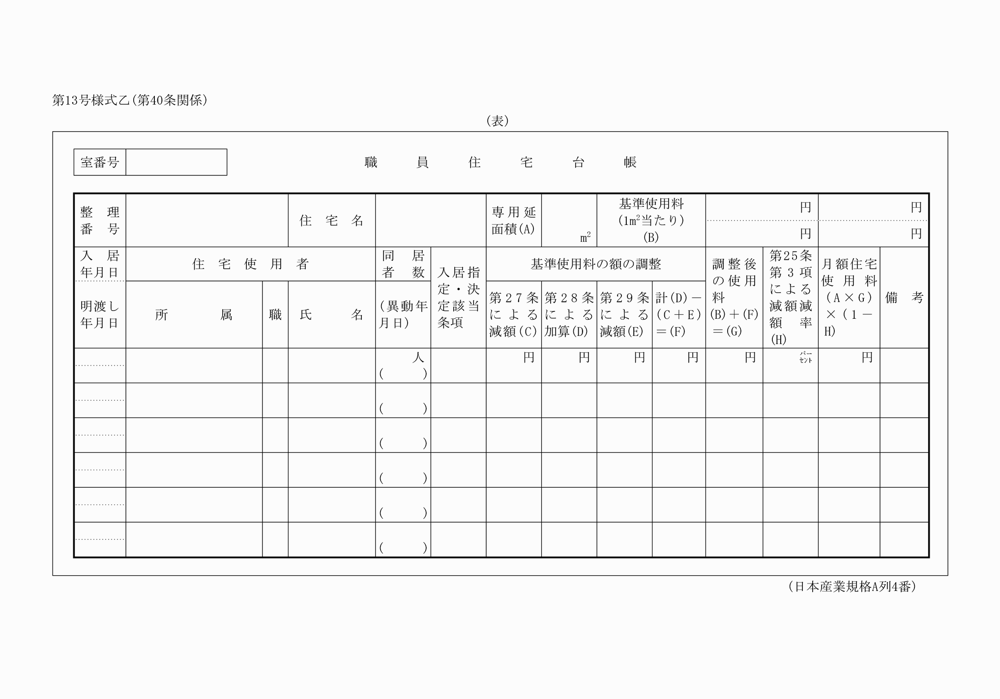 第13号様式乙(第40条関係)
(表)
室番号
職員住宅台帳
整理
番号
住宅名
専用延
面積(A)
m²
基準使用料
(1m²当たり)
(B)
円
円
円
円
入居
年月日
明渡し
年月日
住宅使用者
所属
職
氏名
同居
者数
(異動年
月日)
入居指
定・決
定該当
条項
基準使用料の額の調整
第27条
による
減額(C)
第28条
による
加算(D)
第29条
による
減額(E)
計(D)－
(C＋E)
＝(F)
調整後
の使用
料
(B)＋(F)
＝(G)
第25条
第3項
による
減額減
額率
(H)
月額住宅
使用料
(A×G)
×(1－
H)
備考
人
( )
円
円
円
円
円
パー
セント
円
( )
( )
( )
( )
( )
(日本産業規格A列4番)